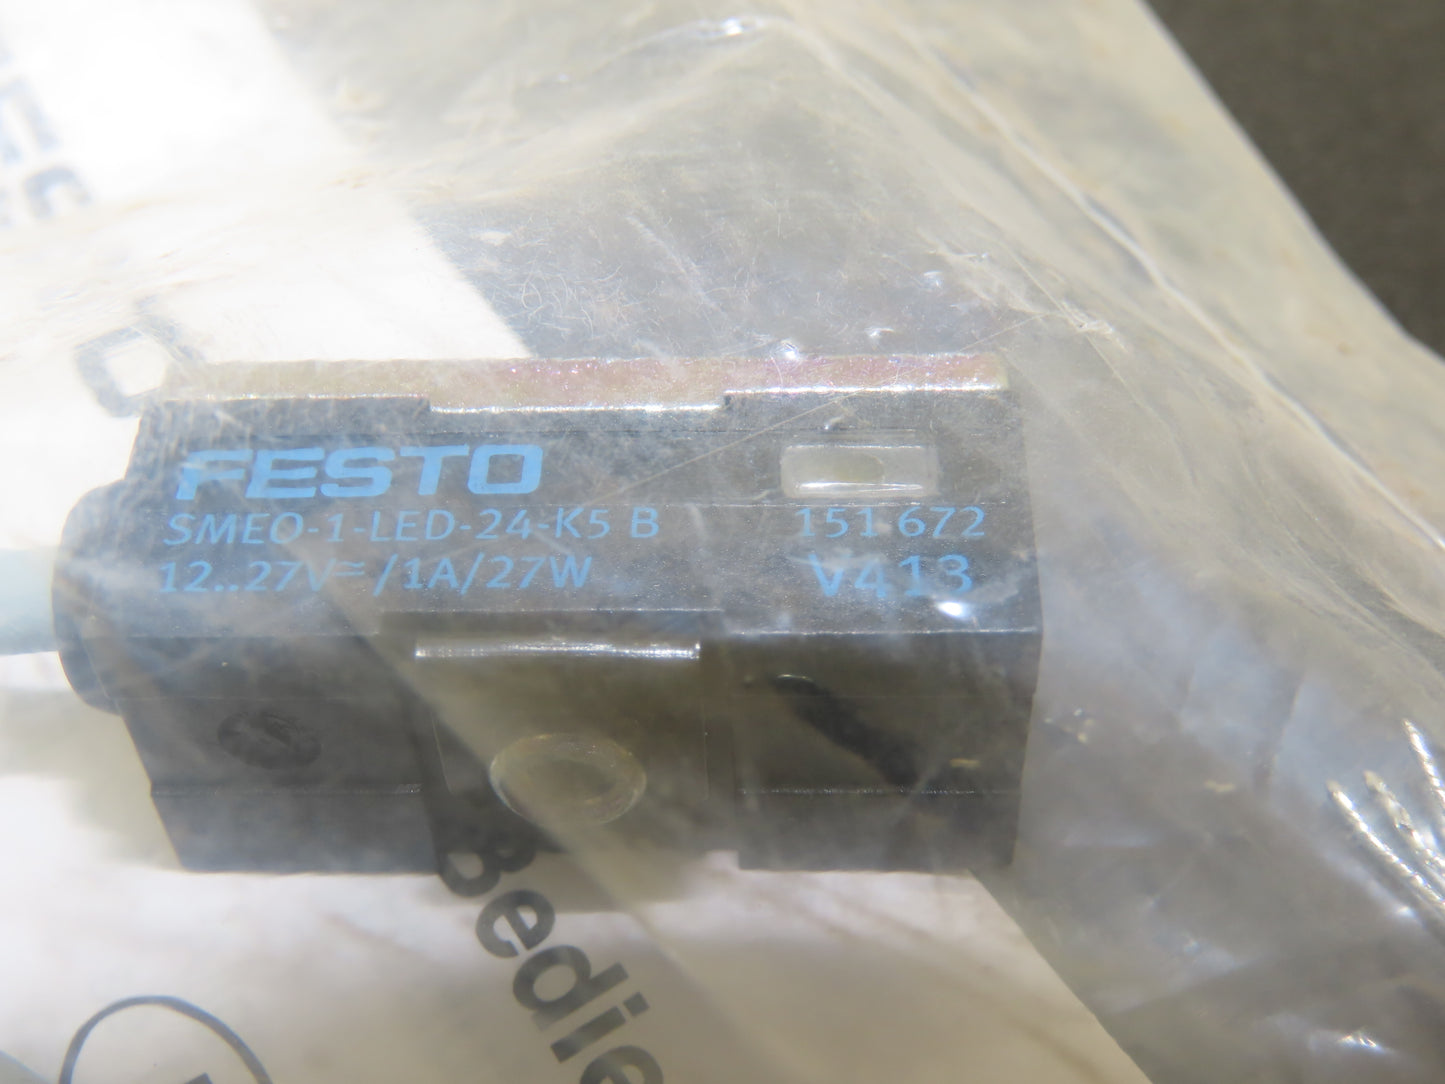 FESTO
SMEO-1-LED-24-K5 B 151 672
12..27V≂/1A/27W V413
Bedie